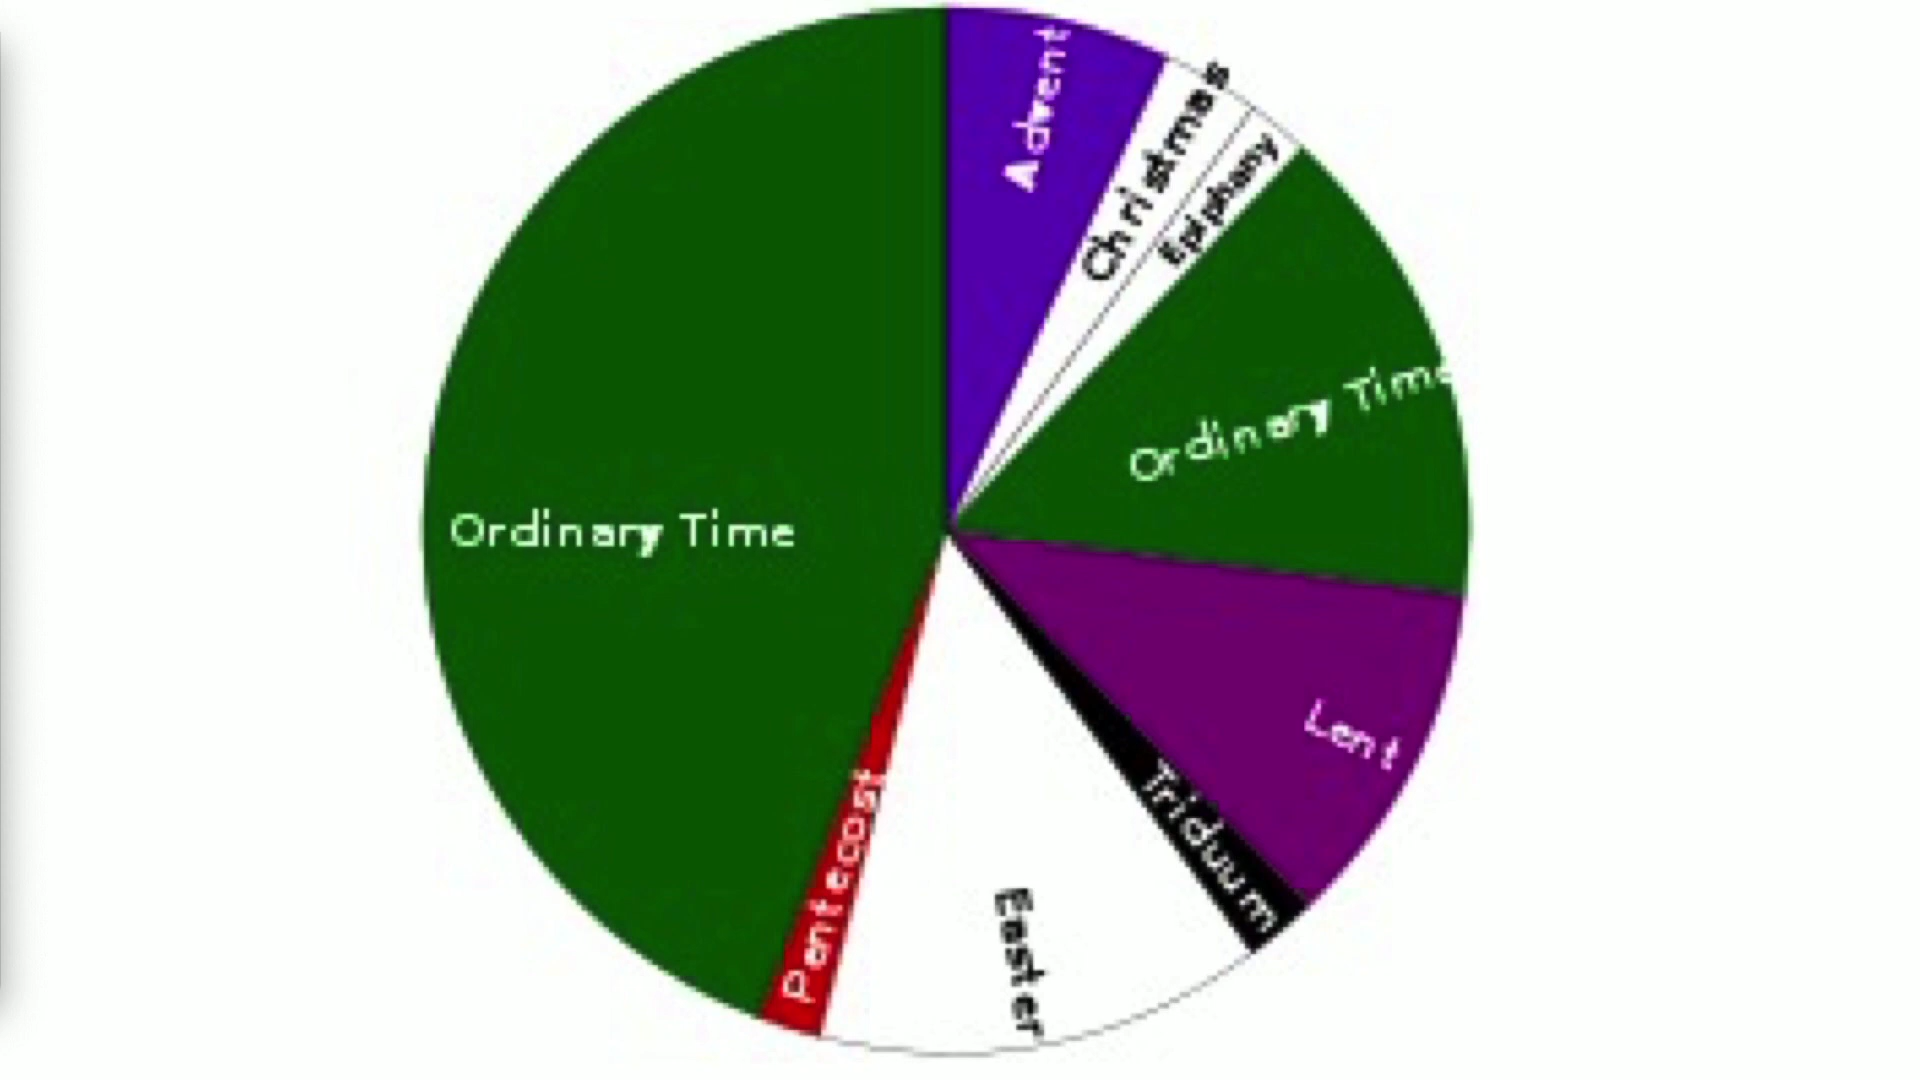 Advent
Christmas
Epiphany
Ordinary Time
Lent
Triduum
Easter
Pentecost
Ordinary Time